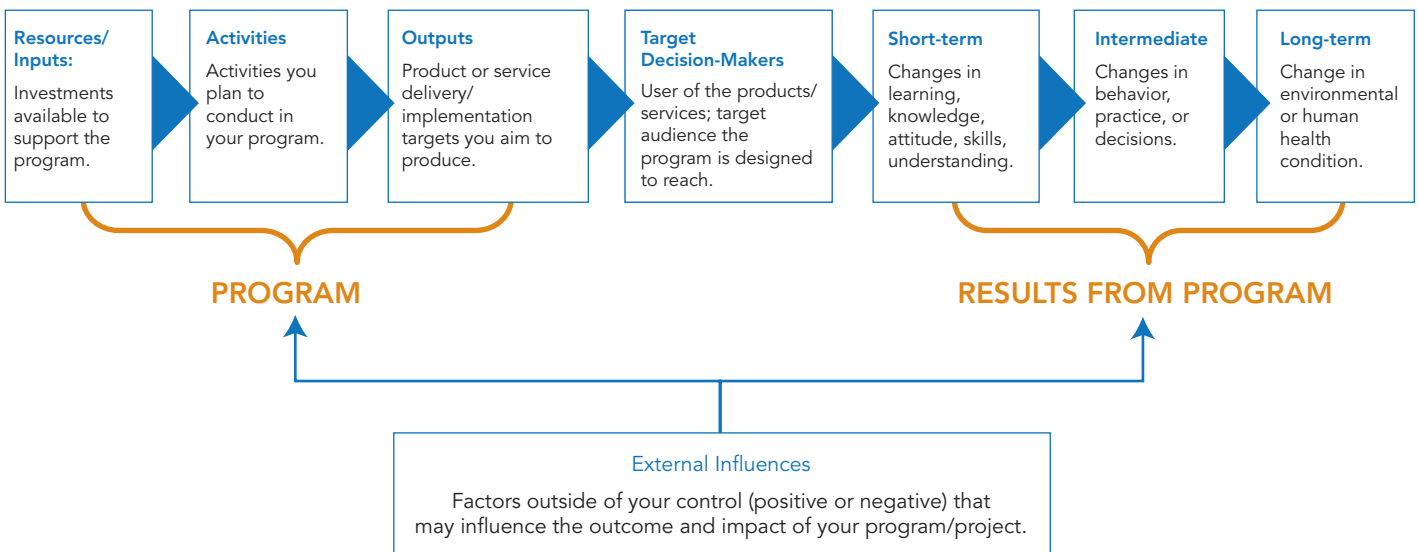 Resources/
Inputs:
Investments
available to
support the
program.
Activities
Activities you
plan to
conduct in
your program.
Outputs
Product or service
delivery/
implementation
targets you aim to
produce.
Target
Decision-Makers
User of the products/
services; target
audience the
program is designed
to reach.
Short-term
Changes in
learning,
knowledge,
attitude, skills,
understanding.
Intermediate
Changes in
behavior,
practice, or
decisions.
Long-term
Change in
environmental
or human
health
condition.
PROGRAM
RESULTS FROM PROGRAM
External Influences
Factors outside of your control (positive or negative) that
may influence the outcome and impact of your program/project.